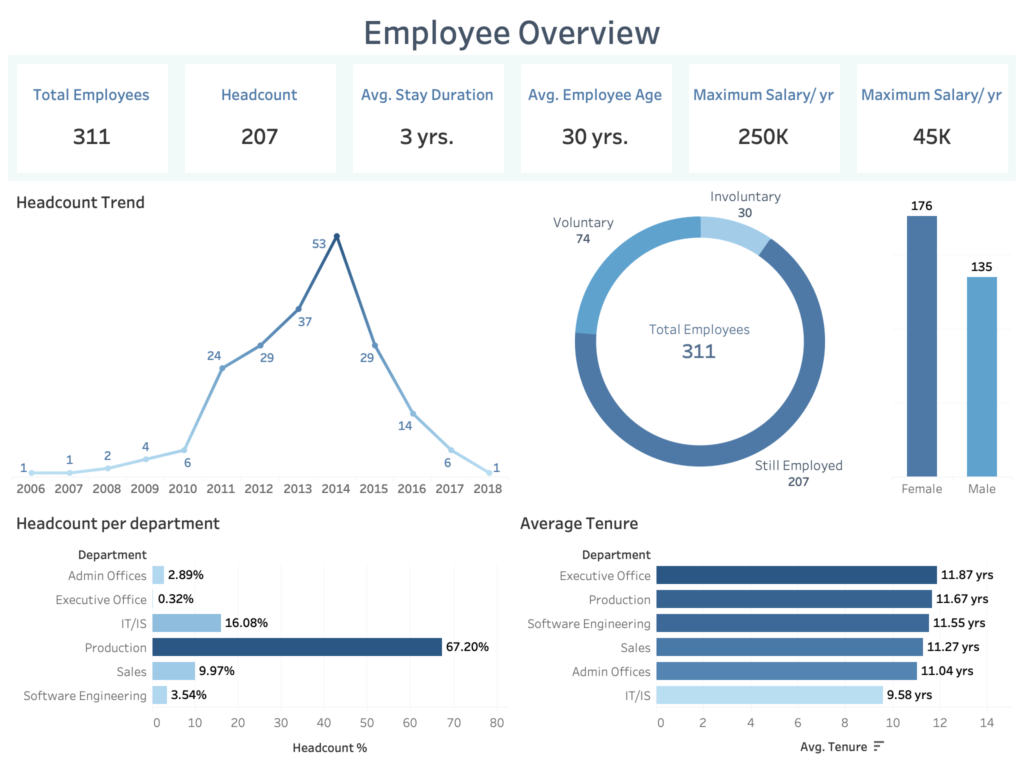 Employee Overview
Total Employees
311
Headcount
207
Avg. Stay Duration
3 yrs.
Avg. Employee Age
30 yrs.
Maximum Salary/ yr
250K
Maximum Salary/ yr
45K
Headcount Trend
53
37
24
29
29
14
4
2
1
1
6
6
1
2006 2007 2008 2009 2010 2011 2012 2013 2014 2015 2016 2017 2018
Involuntary
30
Voluntary
74
Total Employees
311
Still Employed
207
176
135
Female Male
Headcount per department
Department
Admin Offices 2.89%
Executive Office 0.32%
IT/IS 16.08%
Production 67.20%
Sales 9.97%
Software Engineering 3.54%
0 10 20 30 40 50 60 70 80
Headcount %
Average Tenure
Department
Executive Office 11.87 yrs
Production 11.67 yrs
Software Engineering 11.55 yrs
Sales 11.27 yrs
Admin Offices 11.04 yrs
IT/IS 9.58 yrs
0 2 4 6 8 10 12 14
Avg. Tenure